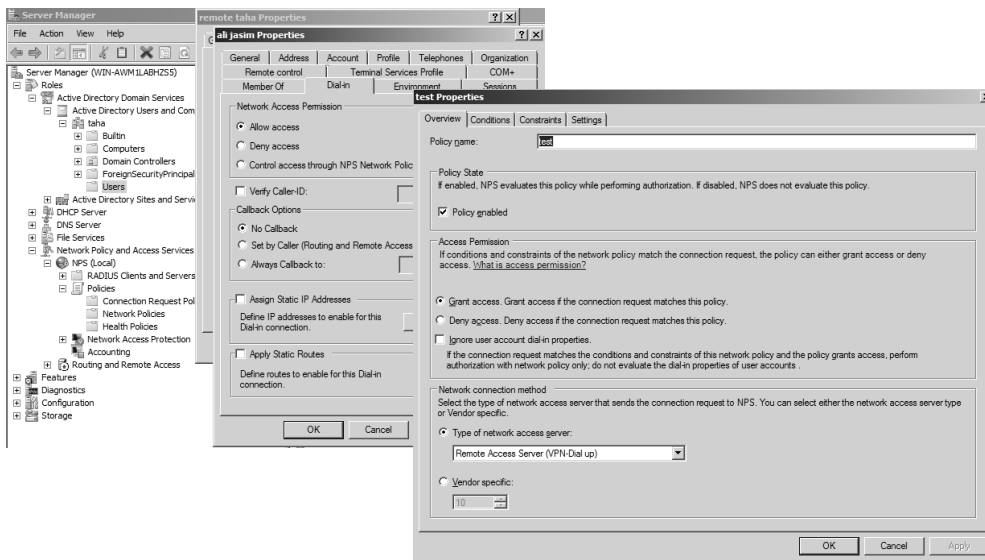 Server Manager
File Action View Help
Server Manager (WIN-AWM1LABHZS5)
Roles
Active Directory Domain Services
Active Directory Users and Com
taha
Builtin
Computers
Domain Controllers
ForeignSecurityPrincipal
Users
Active Directory Sites and Servi
DHCP Server
DNS Server
File Services
Network Policy and Access Services
NPS (Local)
RADIUS Clients and Servers
Policies
Connection Request Pol
Network Policies
Health Policies
Network Access Protection
Accounting
Routing and Remote Access
Features
Diagnostics
Configuration
Storage
remote taha Properties
ali jasim Properties
General Address Account Profile Telephones Organization
Remote control Terminal Services Profile COM+
Member Of Dial-in Environment Sessions
Network Access Permission
Allow access
Deny access
Control access through NPS Network Polic
Verify Caller-ID:
Callback Options
No Callback
Set by Caller (Routing and Remote Access
Always Callback to:
Assign Static IP Addresses
Define IP addresses to enable for this
Dial-in connection.
Apply Static Routes
Define routes to enable for this Dial-in
connection.
OK Cancel
test Properties
Overview Conditions Constraints Settings
Policy name: test
Policy State
If enabled, NPS evaluates this policy while performing authorization. If disabled, NPS does not evaluate this policy.
Policy enabled
Access Permission
If conditions and constraints of the network policy match the connection request, the policy can either grant access or deny
access. What is access permission?
Grant access. Grant access if the connection request matches this policy.
Deny access. Deny access if the connection request matches this policy.
Ignore user account dial-in properties.
If the connection request matches the conditions and constraints of this network policy and the policy grants access, perform
authorization with network policy only; do not evaluate the dial-in properties of user accounts .
Network connection method
Select the type of network access server that sends the connection request to NPS. You can select either the network access server type
or Vendor specific.
Type of network access server:
Remote Access Server (VPN-Dial up)
Vendor specific:
10
OK Cancel Apply